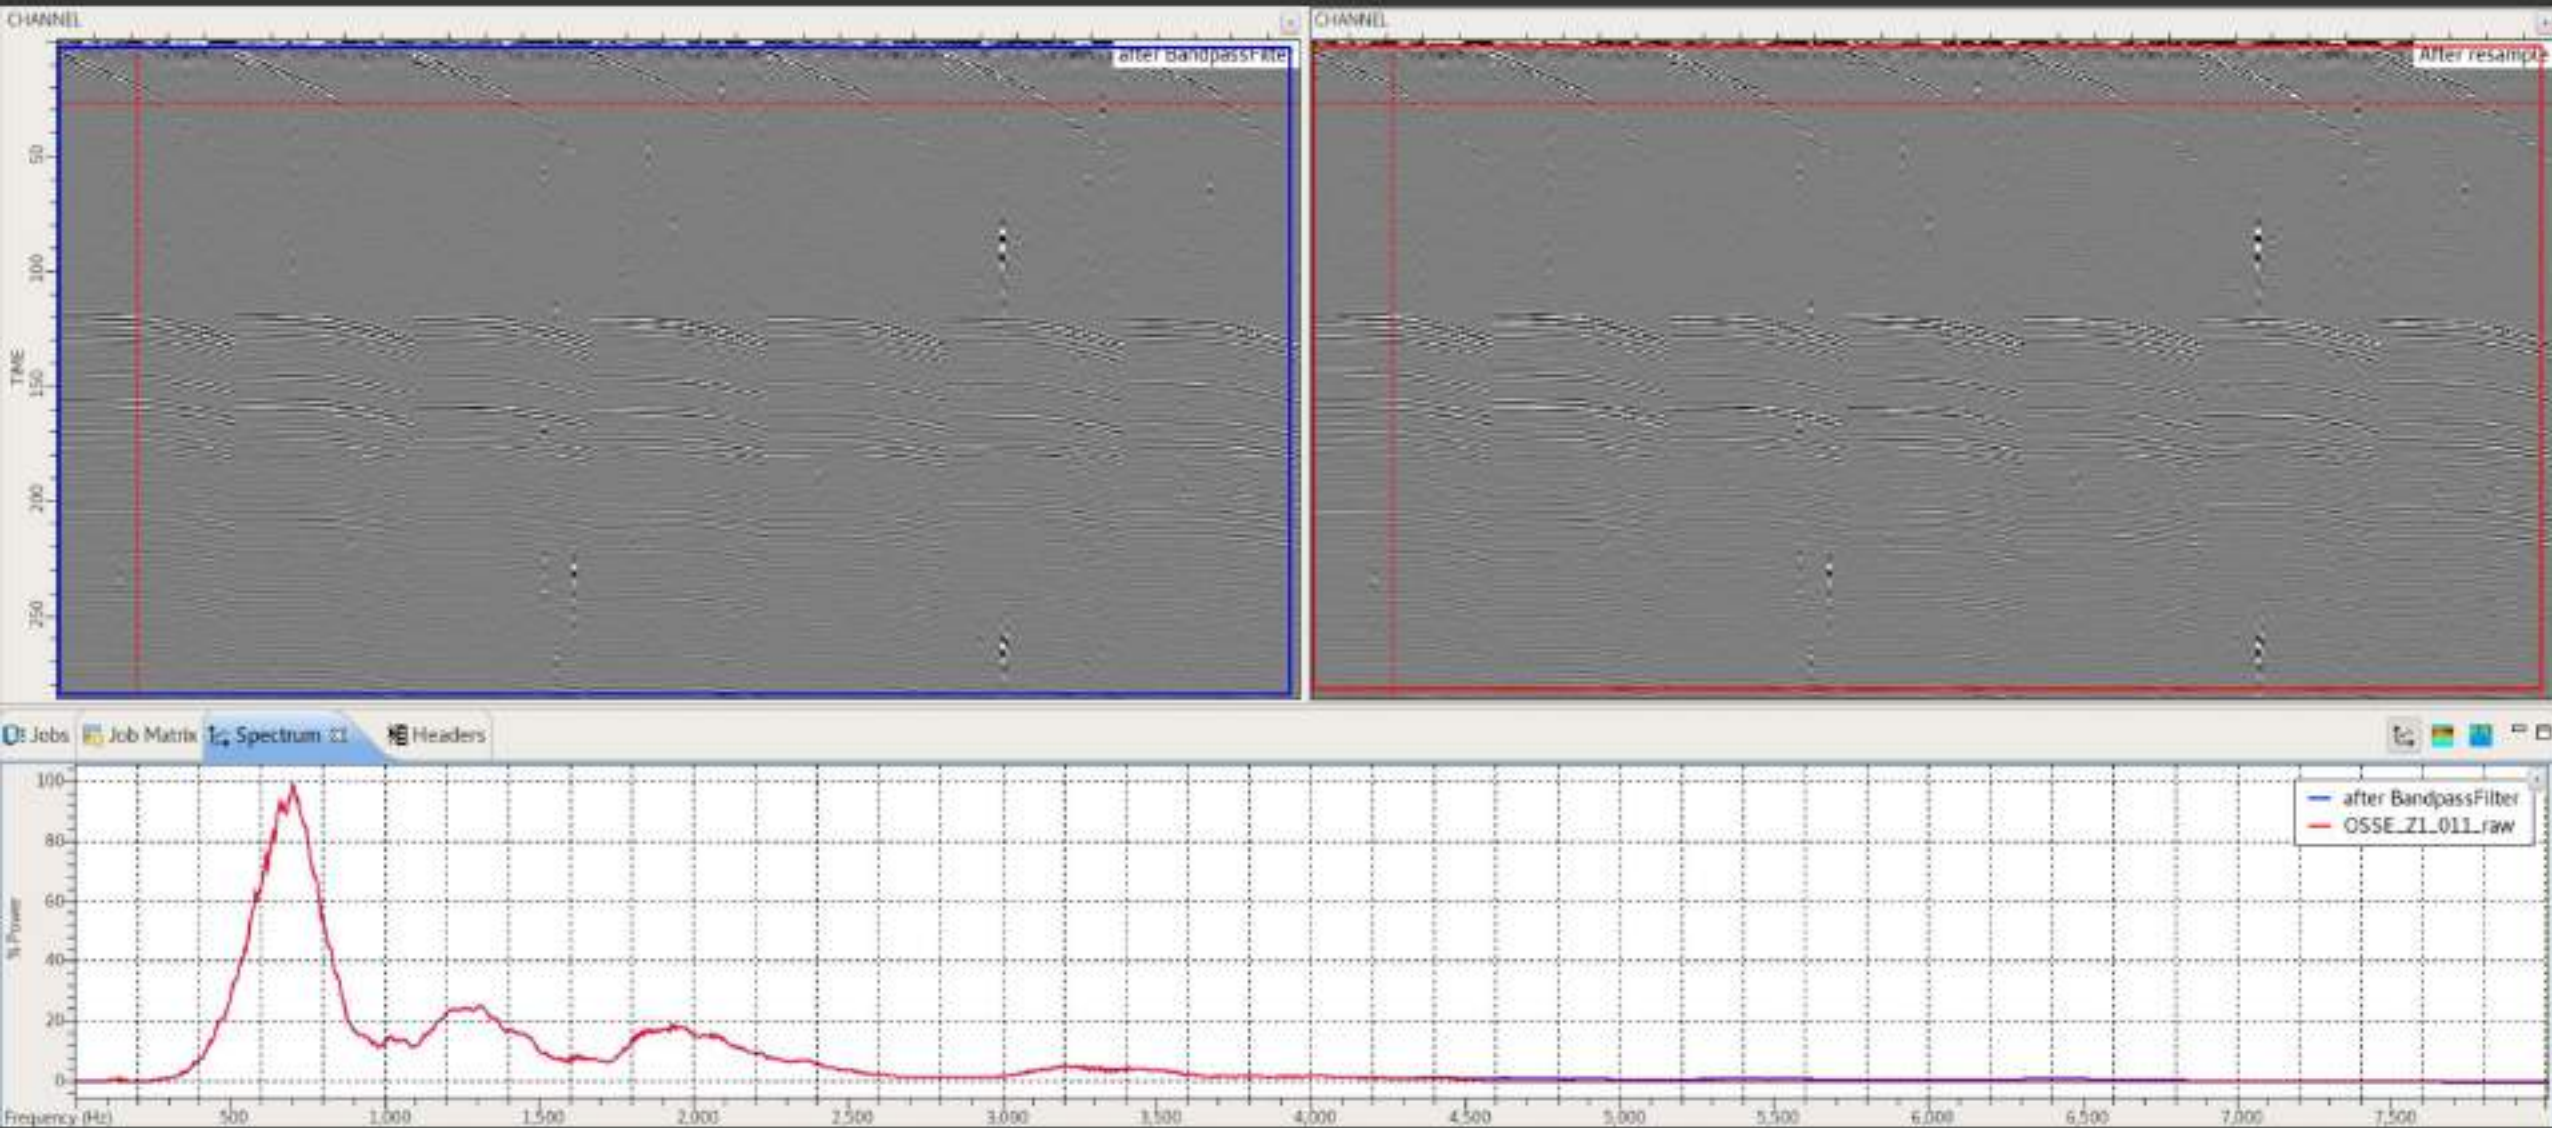 CHANNEL
CHANNEL
after BandpassFilte
After resample
TIME
50
100
150
200
250
Jobs
Job Matrix
Spectrum
Headers
% Power
100
80
60
40
20
0
after BandpassFilter
OSSE_Z1_011_raw
Frequency (Hz)
500
1,000
1,500
2,000
2,500
3,000
3,500
4,000
4,500
5,000
5,500
6,000
6,500
7,000
7,500